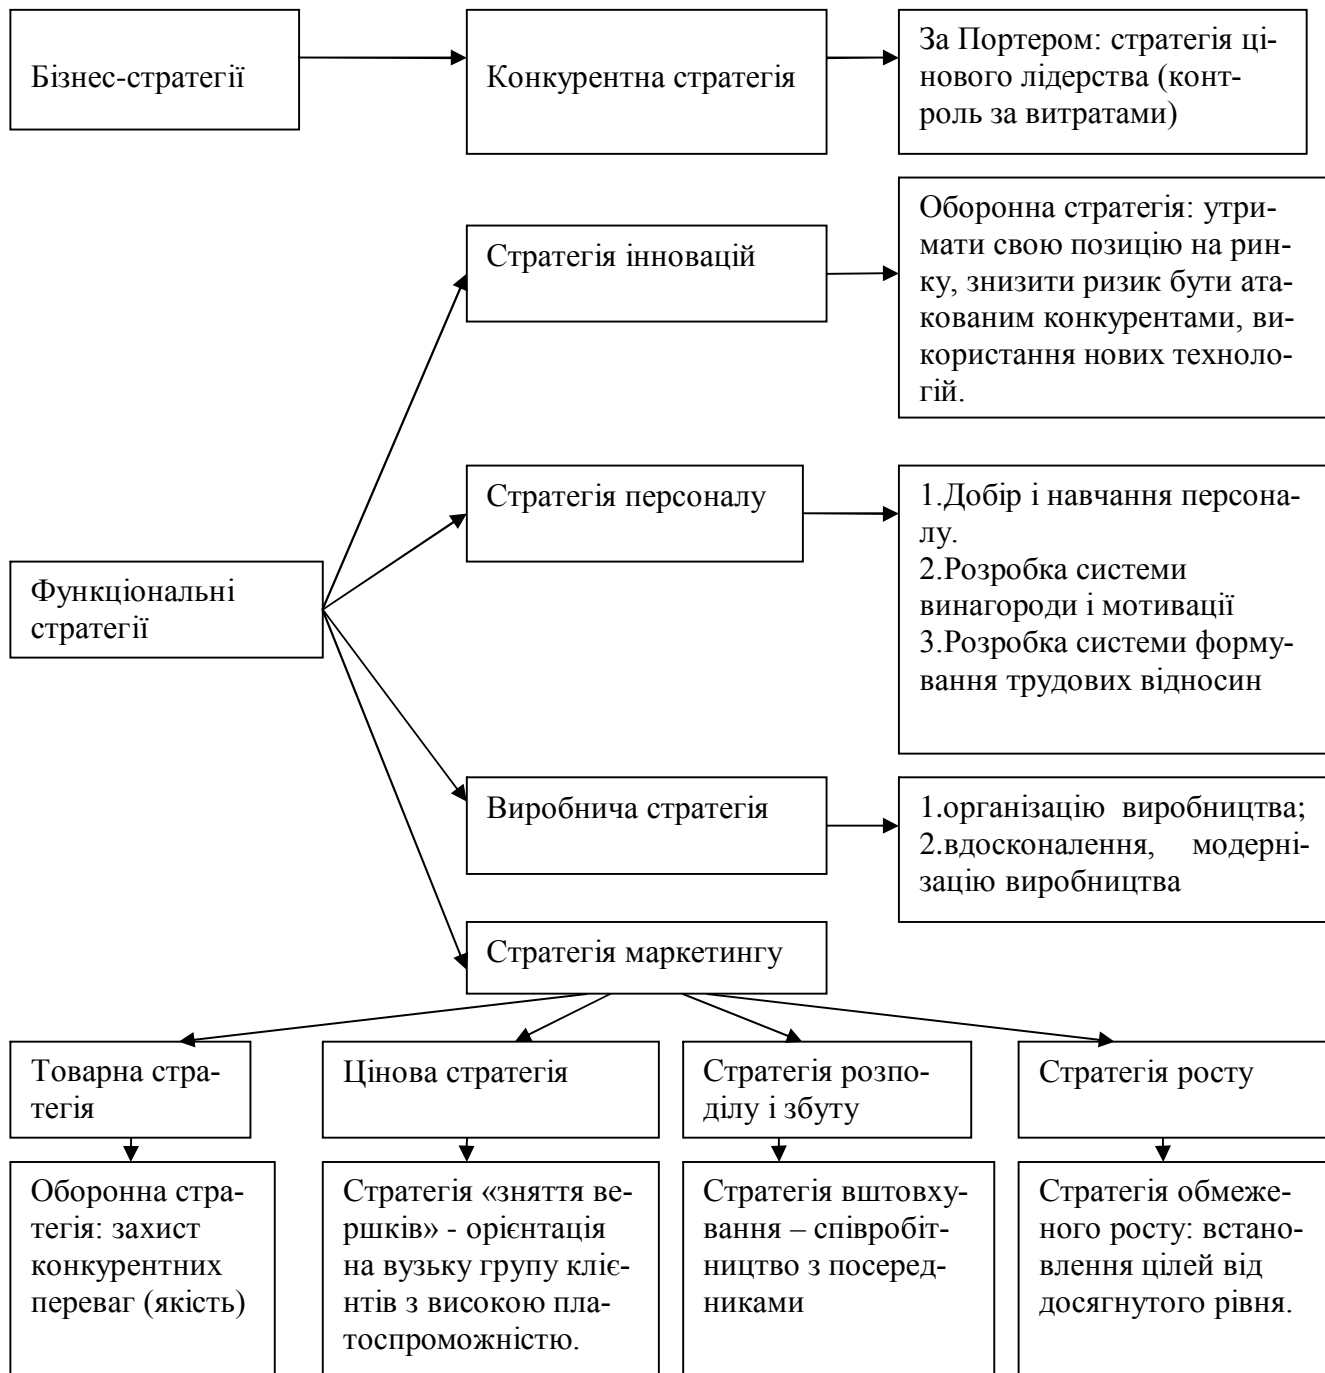 Бізнес-стратегії
Конкурентна стратегія
За Портером: стратегія ці-
нового лідерства (конт-
роль за витратами)
Стратегія інновацій
Оборонна стратегія: утри-
мати свою позицію на рин-
ку, знизити ризик бути ата-
кованим конкурентами, ви-
користання нових техноло-
гій.
Функціональні
стратегії
Стратегія персоналу
1.Добір і навчання персона-
лу.
2.Розробка системи
винагороди і мотивації
3.Розробка системи форму-
вання трудових відносин
Виробнича стратегія
1.організацію виробництва;
2.вдосконалення, модерні-
зацію виробництва
Стратегія маркетингу
Товарна стра-
тегія
Цінова стратегія
Стратегія розпо-
ділу і збуту
Стратегія росту
Оборонна стра-
тегія: захист
конкурентних
переваг (якість)
Стратегія «зняття ве-
ршків» - орієнтація
на вузьку групу кліє-
нтів з високою пла-
тоспроможністю.
Стратегія вштовху-
вання – співробіт-
ництво з посеред-
никами
Стратегія обмеже-
ного росту: встано-
влення цілей від
досягнутого рівня.